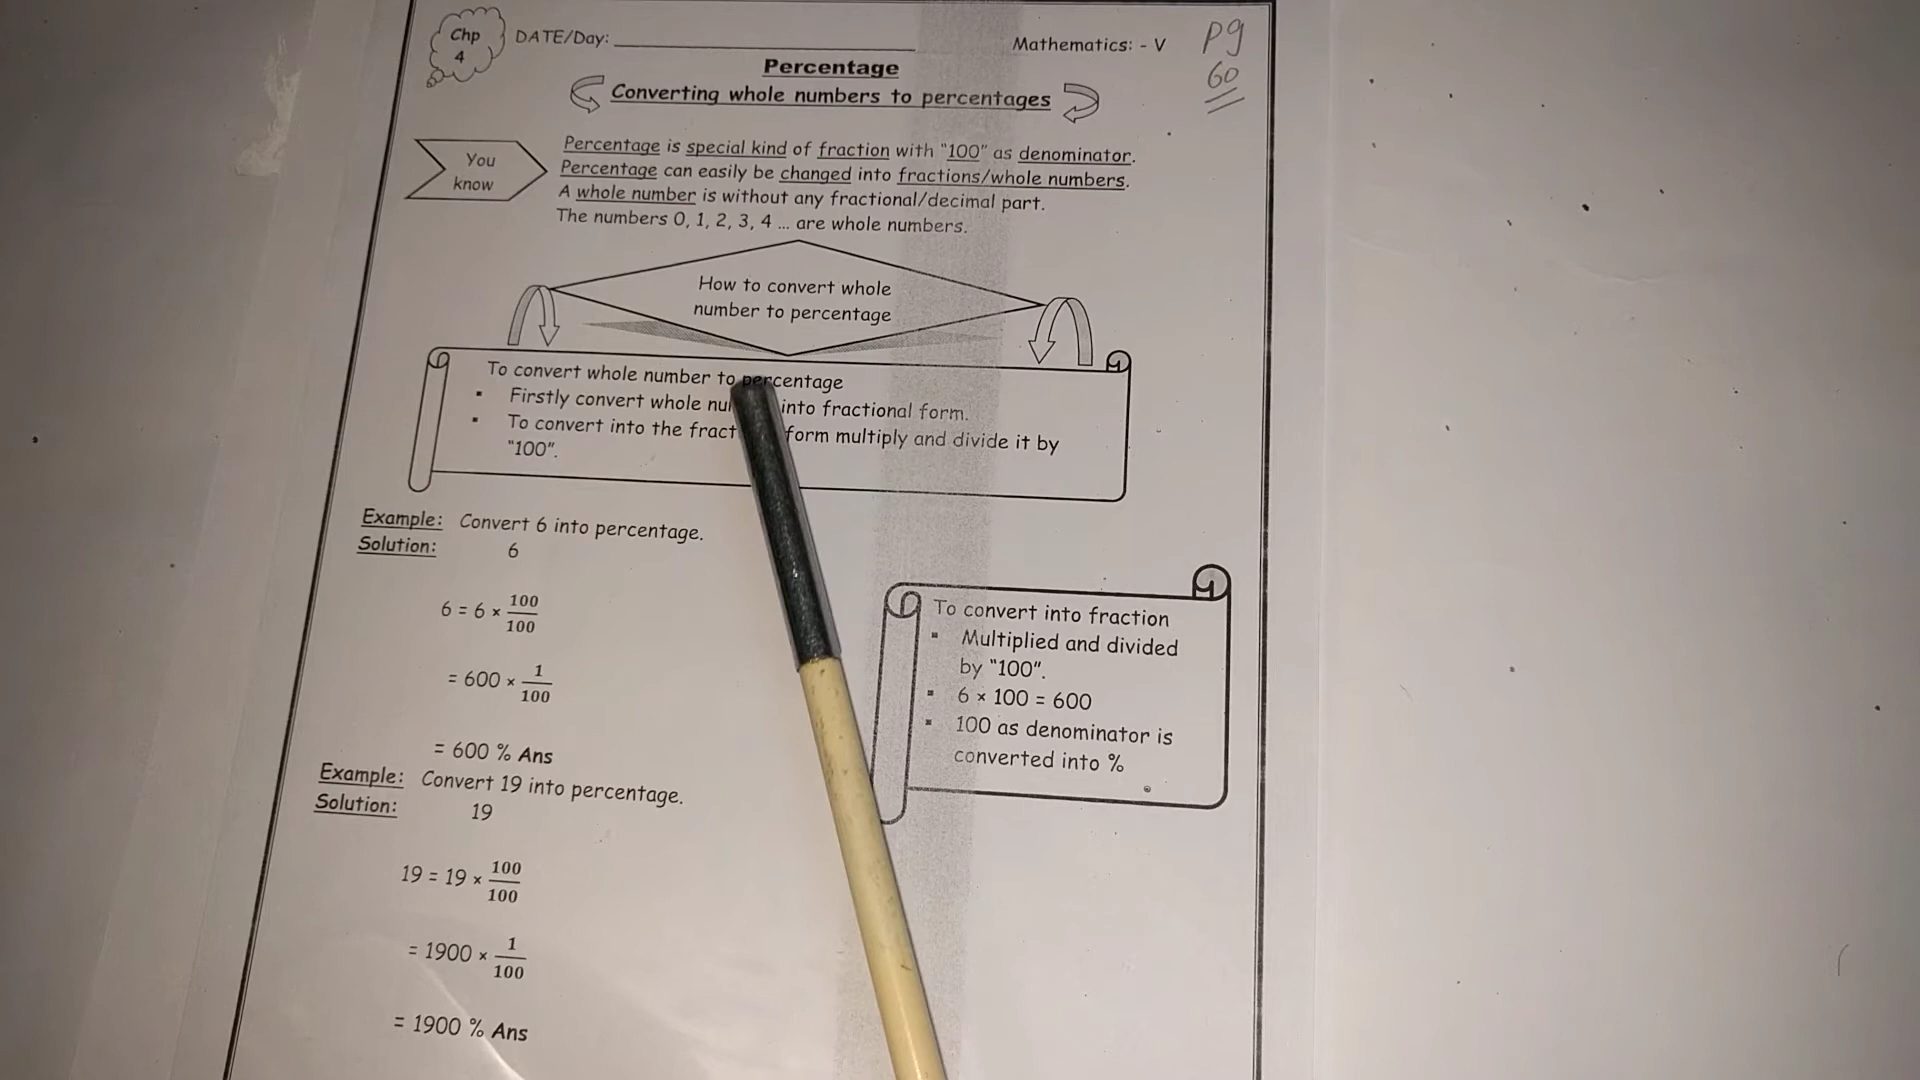 Chp
4
DATE/Day:
Mathematics: - V
pg
60
Percentage
Converting whole numbers to percentages
You
know
Percentage is special kind of fraction with "100" as denominator.
Percentage can easily be changed into fractions/whole numbers.
A whole number is without any fractional/decimal part.
The numbers 0, 1, 2, 3, 4 ... are whole numbers.
How to convert whole
number to percentage
To convert whole number to percentage
▪ Firstly convert whole into fractional form.
▪ To convert into the form multiply and divide it by
"100".
Example: Convert 6 into percentage.
Solution: 6
6 = 6 × 100/100
= 600 × 1/100
= 600 % Ans
To convert into fraction
▪ Multiplied and divided
by "100".
▪ 6 × 100 = 600
▪ 100 as denominator is
converted into %
Example: Convert 19 into percentage.
Solution: 19
19 = 19 × 100/100
= 1900 × 1/100
= 1900 % Ans